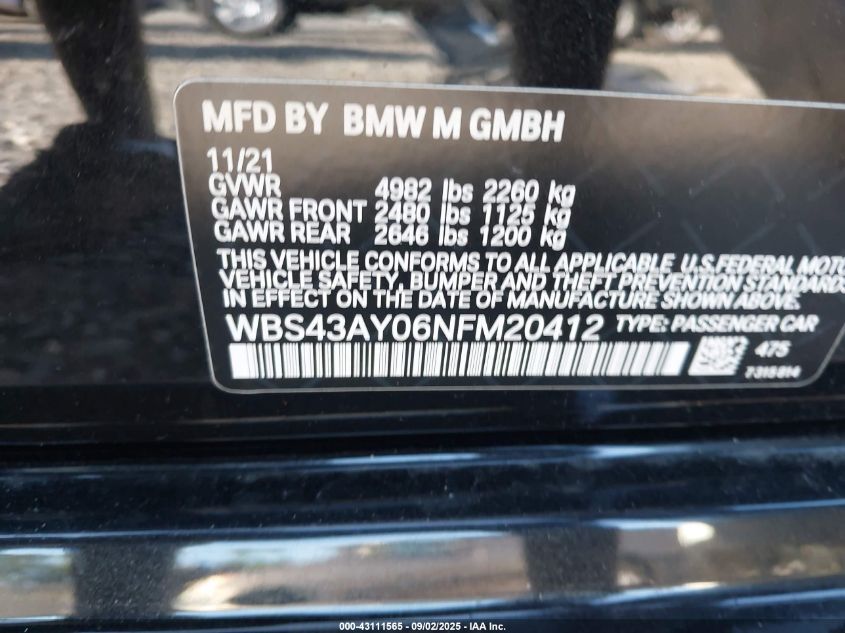 MFD BY BMW M GMBH
11/21
GVWR 4982 lbs 2260 kg
GAWR FRONT 2480 lbs 1125 kg
GAWR REAR 2646 lbs 1200 kg
THIS VEHICLE CONFORMS TO ALL APPLICABLE U.S.FEDERAL MOTO
VEHICLE SAFETY, BUMPER AND THEFT PREVENTION STANDARDS
IN EFFECT ON THE DATE OF MANUFACTURE SHOWN ABOVE.
WBS43AY06NFM20412 TYPE: PASSENGER CAR
475
7315814
000-43111565 - 09/02/2025 - IAA Inc.